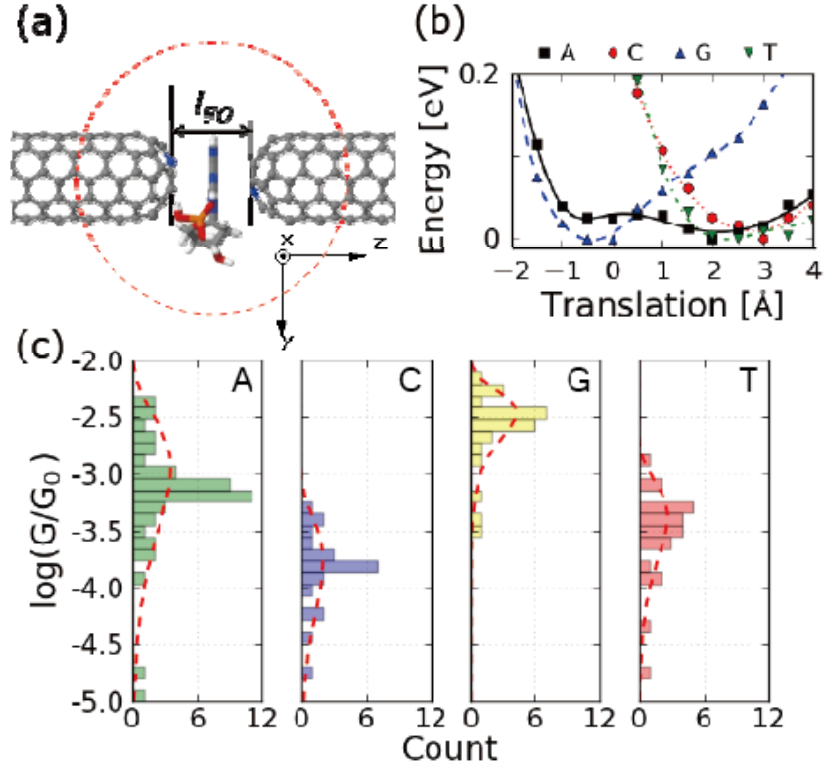 (a)
l_gap
x
z
y
(b)
A C G T
0.2
0
Energy [eV]
−2 −1 0 1 2 3 4
Translation [Å]
(c)
A C G T
-2.0
-2.5
-3.0
-3.5
-4.0
-4.5
-5.0
log(G/G₀)
0 6 12 0 6 12 0 6 12 0 6 12
Count